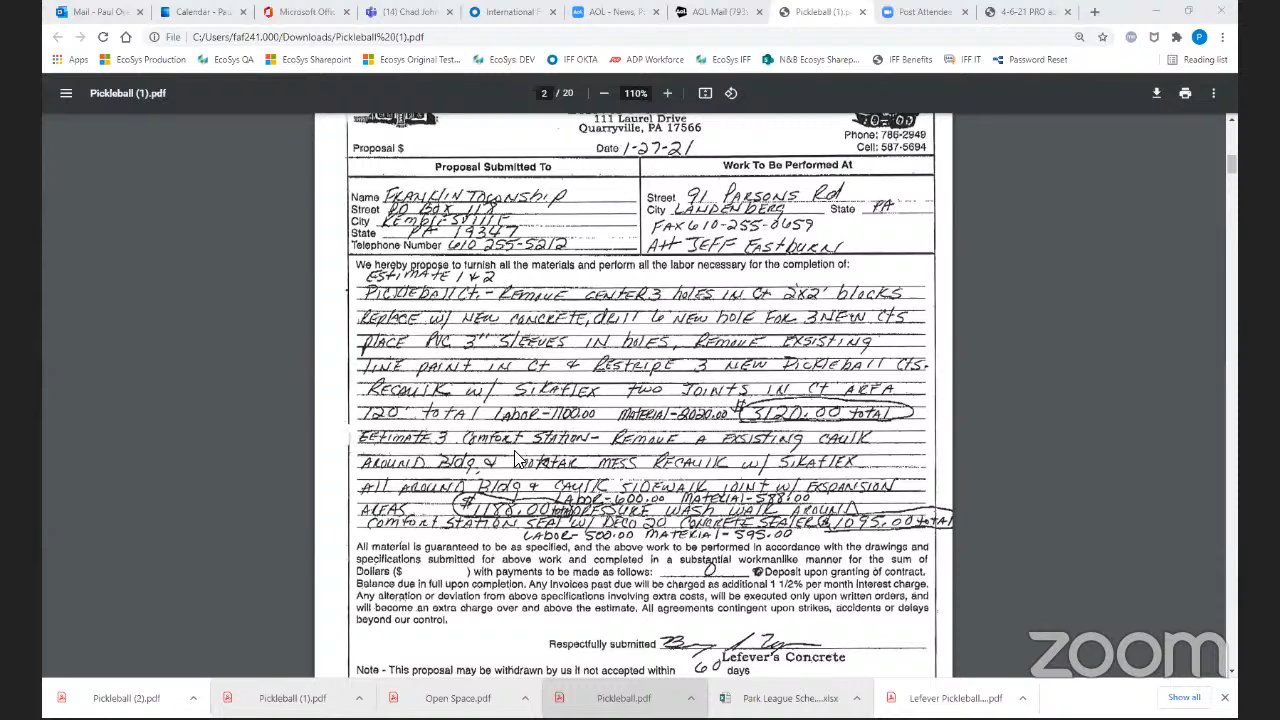 Mail - Paul O
Calendar - Pau
Microsoft Offic
(14) Chad John
International F
AOL - News, Po
AOL Mail (793
Pickleball (1).p
Post Attendee
4-6-21 PRO au
File C:/Users/faf241.000/Downloads/Pickleball%20(1).pdf
Apps EcoSys Production EcoSys QA Ecosys Sharepoint Ecosys Original Test... EcoSys DEV IFF OKTA ADP Workforce EcoSys IFF N&B EcoSys Sharep... IFF Benefits IFF IT Password Reset Reading list
Pickleball (1).pdf 2 / 20 110%
111 Laurel Drive
Quarryville, PA 17566
Phone: 786-2949
Cell: 587-5694
Proposal $ Date 1-27-21
Proposal Submitted To
Work To Be Performed At
Name FRANKLIN TOWNSHIP
Street PO BOX 118
City KEMBLESVILLE
State PA 19347
Telephone Number 610 255-5212
Street 91 PARSONS Rd
City LANDENBERG State PA
FAX 610-255-0659
Att JEFF EASTBURN
We hereby propose to furnish all the materials and perform all the labor necessary for the completion of:
ESTIMATE 1 & 2
PICKLEBALL Ct. - REMOVE CENTER 3 holes IN Ct 2'x2' blocks
REPLACE W/ NEW CONCRETE, drill 6 NEW hole FOR 3 NEW Cts
PLACE PVC 3" SLEEVES IN holes, REMOVE EXSISTING
LINE PAINT IN Ct & RESTRIPE 3 NEW PICKLEBALL Cts.
RECAULK W/ SIKAFLEX TWO JOINTS IN Ct AREA
120' TOTAL LABOR-1100.00 MATERIAL-2020.00 $3120.00 TOTAL
ESTIMATE 3 COMFORT STATION- REMOVE A EXSISTING CAULK
AROUND Bldg & TAR MESS RECAULK W/ SIKAFLEX
All AROUND Bldg & CAULK SIDEWALK JOINT W/ EXPANSION
LABOR-600.00 MATERIAL-588.00
AREAS $1188.00 TOTAL PRESSURE WASH WALK AROUND
COMFORT STATION SEAL W/ DECO 20 CONCRETE SEALER $1095.00 TOTAL
LABOR- 500.00 MATERIAL- 595.00
All material is guaranteed to be as specified, and the above work to be performed in accordance with the drawings and
specifications submitted for above work and completed in a substantial workmanlike manner for the sum of
Dollars ($ ) with payments to be made as follows: 0 Deposit upon granting of contract.
Balance due in full upon completion. Any invoices past due will be charged as additional 1 1/2% per month interest charge.
Any alteration or deviation from above specifications involving extra costs, will be executed only upon written orders, and
will become an extra charge over and above the estimate. All agreements contingent upon strikes, accidents or delays
beyond our control.
Respectfully submitted
Lefever's Concrete
Note - This proposal may be withdrawn by us if not accepted within 60 days
zoom
Pickleball (2).pdf
Pickleball (1).pdf
Open Space.pdf
Pickleball.pdf
Park League Sche....xlsx
Lefever Pickleball....pdf
Show all